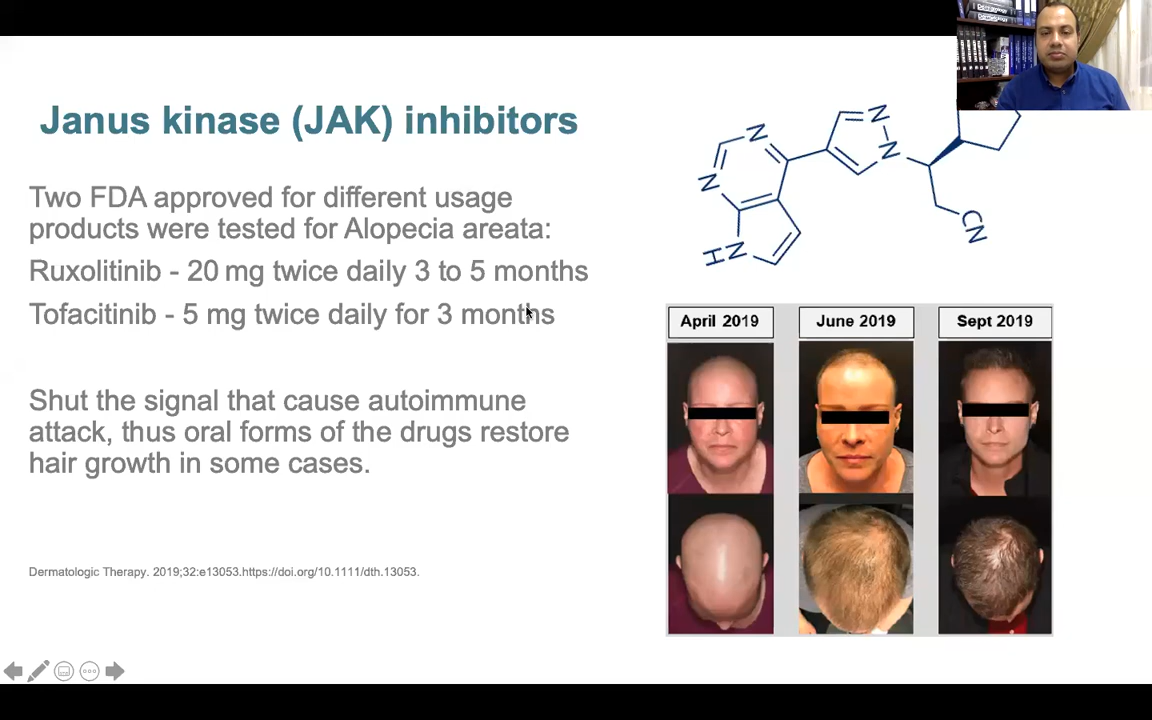 Janus kinase (JAK) inhibitors
Two FDA approved for different usage
products were tested for Alopecia areata:
Ruxolitinib - 20 mg twice daily 3 to 5 months
Tofacitinib - 5 mg twice daily for 3 months
Shut the signal that cause autoimmune
attack, thus oral forms of the drugs restore
hair growth in some cases.
Dermatologic Therapy. 2019;32:e13053.https://doi.org/10.1111/dth.13053.
N
N
N
N
HN
CN
April 2019
June 2019
Sept 2019